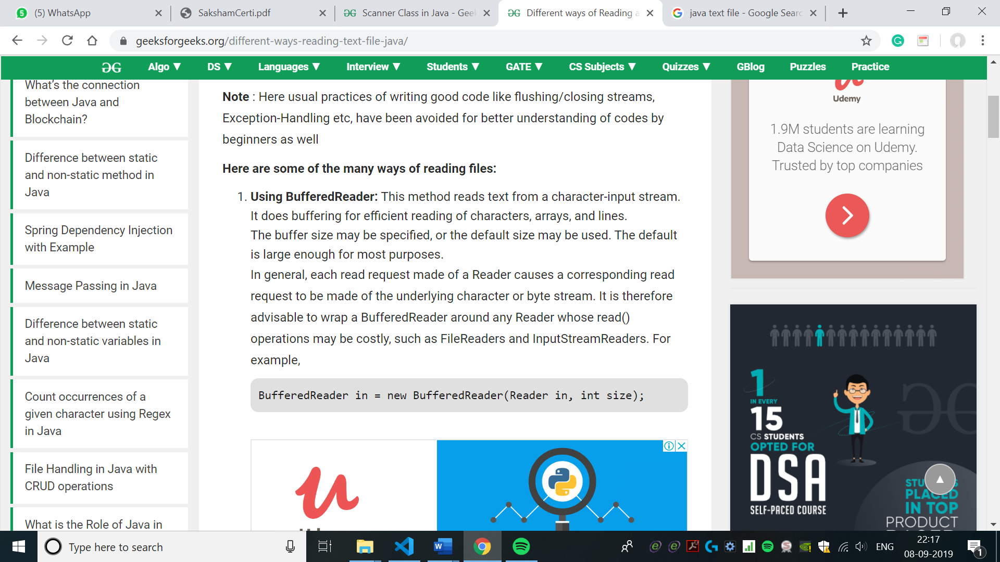 (5) WhatsApp
SakshamCerti.pdf
Scanner Class in Java - Geek
Different ways of Reading a
java text file - Google Searc
geeksforgeeks.org/different-ways-reading-text-file-java/
Algo ▼ DS ▼ Languages ▼ Interview ▼ Students ▼ GATE ▼ CS Subjects ▼ Quizzes ▼ GBlog Puzzles Practice
What's the connection
between Java and
Blockchain?
Difference between static
and non-static method in
Java
Spring Dependency Injection
with Example
Message Passing in Java
Difference between static
and non-static variables in
Java
Count occurrences of a
given character using Regex
in Java
File Handling in Java with
CRUD operations
What is the Role of Java in
Note : Here usual practices of writing good code like flushing/closing streams,
Exception-Handling etc, have been avoided for better understanding of codes by
beginners as well
Here are some of the many ways of reading files:
1. Using BufferedReader: This method reads text from a character-input stream.
It does buffering for efficient reading of characters, arrays, and lines.
The buffer size may be specified, or the default size may be used. The default
is large enough for most purposes.
In general, each read request made of a Reader causes a corresponding read
request to be made of the underlying character or byte stream. It is therefore
advisable to wrap a BufferedReader around any Reader whose read()
operations may be costly, such as FileReaders and InputStreamReaders. For
example,
BufferedReader in = new BufferedReader(Reader in, int size);
Udemy
1.9M students are learning
Data Science on Udemy.
Trusted by top companies
1
IN EVERY
15
CS STUDENTS
OPTED FOR
DSA
SELF-PACED COURSE
PLACED
IN TOP
PRODUCT
Type here to search
ENG
22:17
08-09-2019
1